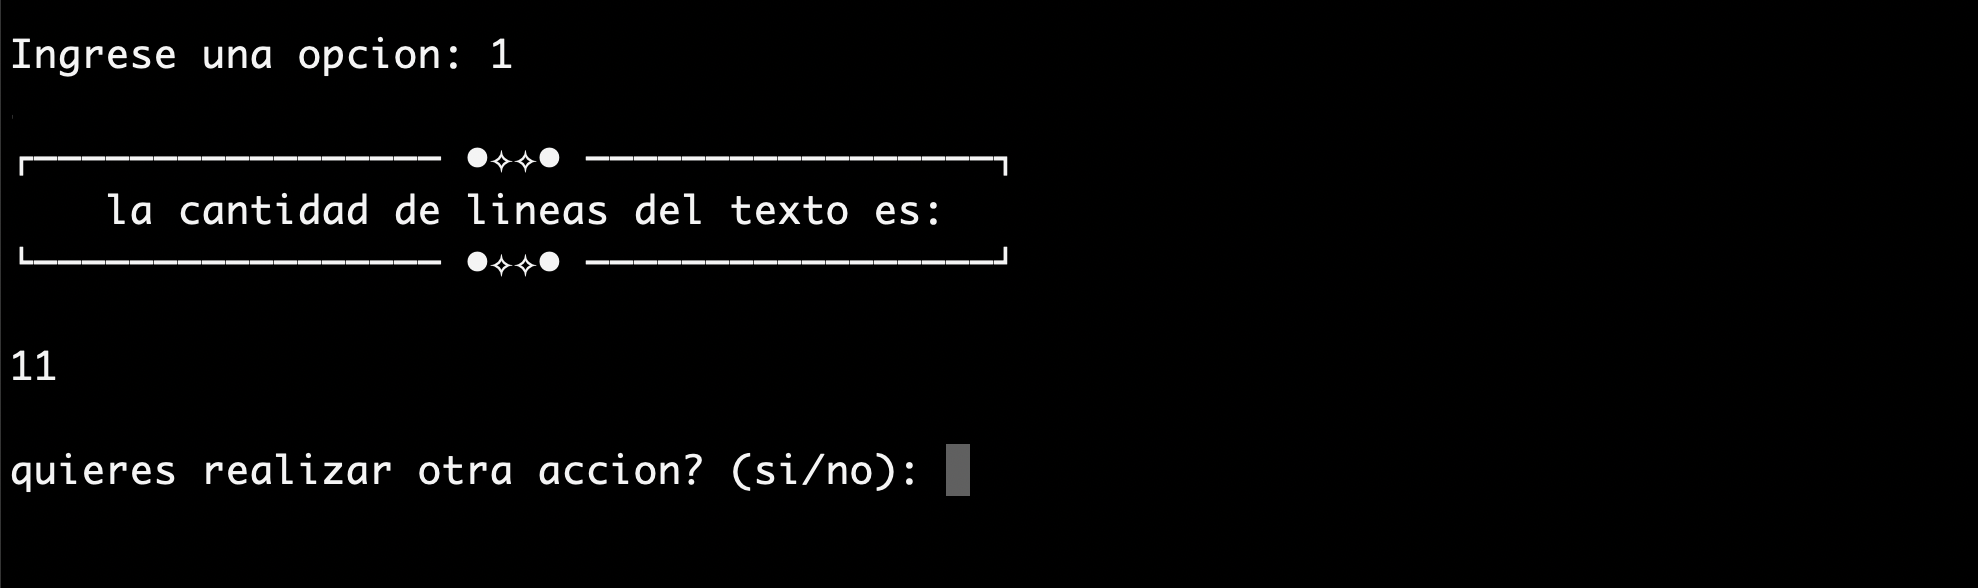 Ingrese una opcion: 1
┌───────────────── ●✧✧● ─────────────────┐
la cantidad de lineas del texto es:
└───────────────── ●✧✧● ─────────────────┘
11
quieres realizar otra accion? (si/no):